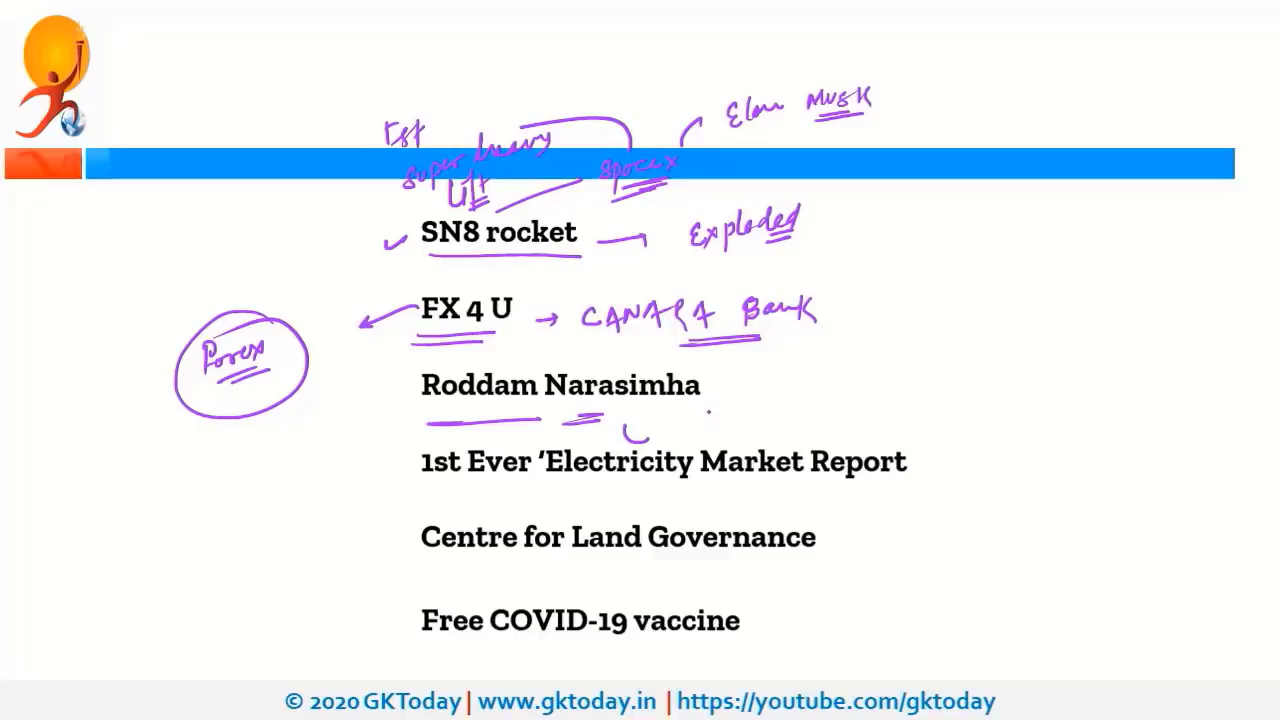 Elon Musk
Test
Super heavy
Lift
Spacex
SN8 rocket
Exploded
FX 4 U
CANARA Bank
Forex
Roddam Narasimha
1st Ever ‘Electricity Market Report
Centre for Land Governance
Free COVID-19 vaccine
© 2020 GKToday | www.gktoday.in | https://youtube.com/gktoday